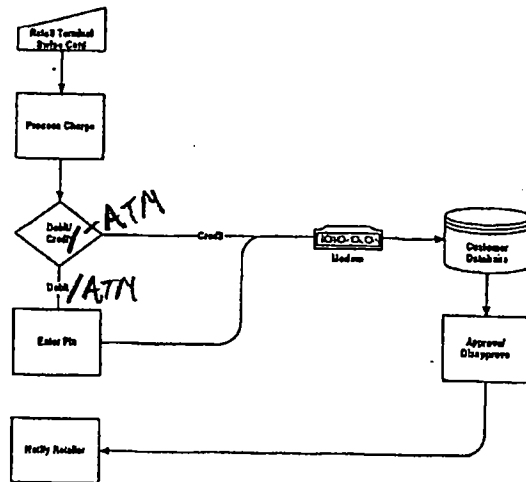 Retail Terminal
Swipe Card
Process Charge
Debit/
Credit / ATM
Credit
Debit / ATM
Modem
Customer
Database
Enter Pin
Approval/
Disapprove
Notify Retailer